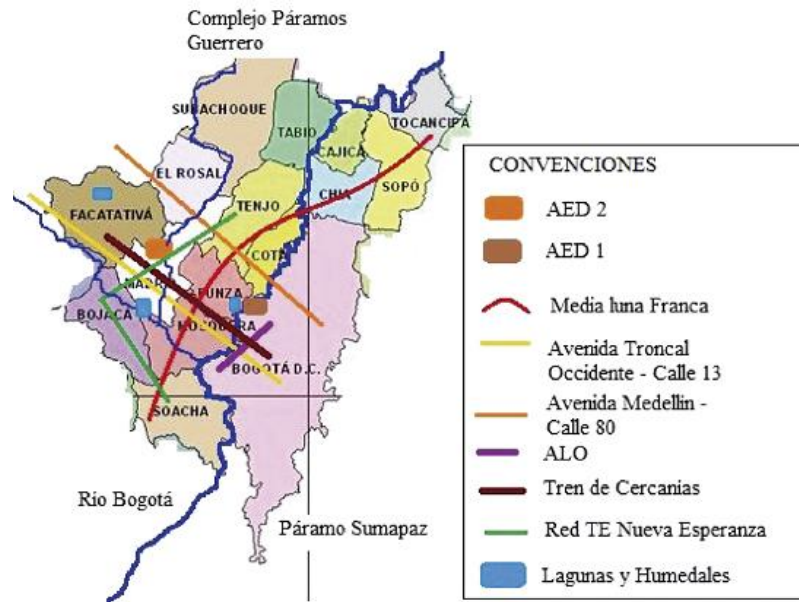 Complejo Páramos
Guerrero
SUBACHOQUE
TABIO
TOCANCIPÁ
CAJICÁ
EL ROSAL
CHIA
SOPÓ
TENJO
FACATATIVÁ
COTA
FUNZA
BOJACÁ
MOSQUERA
BOGOTÁ D.C.
SOACHA
Río Bogotá
Páramo Sumapaz
CONVENCIONES
AED 2
AED 1
Media luna Franca
Avenida Troncal
Occidente - Calle 13
Avenida Medellin -
Calle 80
ALO
Tren de Cercanias
Red TE Nueva Esperanza
Lagunas y Humedales